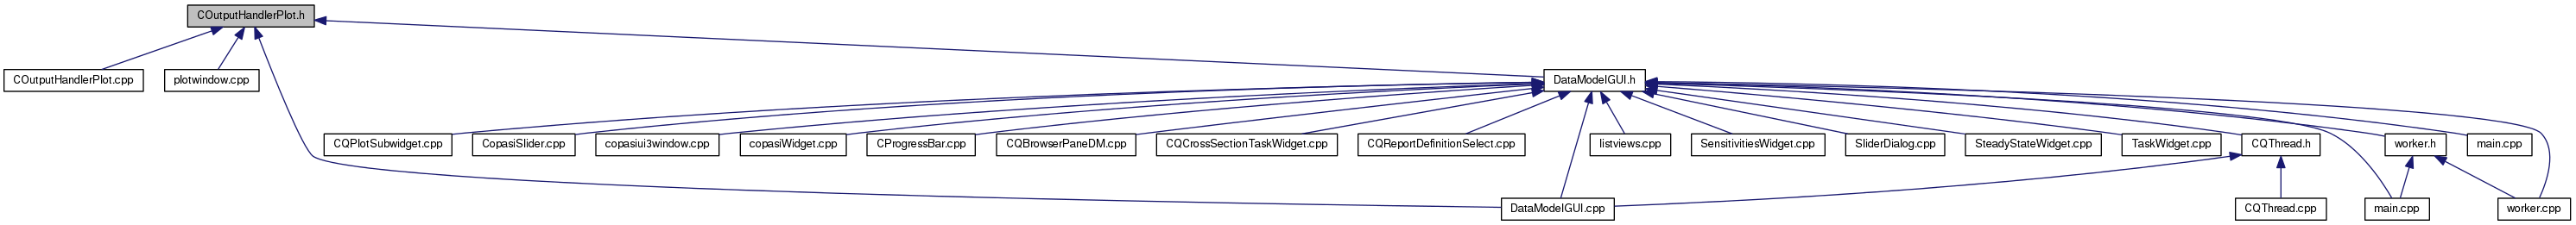 COutputHandlerPlot.h
COutputHandlerPlot.cpp
plotwindow.cpp
DataModelGUI.h
CQPlotSubwidget.cpp
CopasiSlider.cpp
copasiui3window.cpp
copasiWidget.cpp
CProgressBar.cpp
CQBrowserPaneDM.cpp
CQCrossSectionTaskWidget.cpp
CQReportDefinitionSelect.cpp
listviews.cpp
SensitivitiesWidget.cpp
SliderDialog.cpp
SteadyStateWidget.cpp
TaskWidget.cpp
CQThread.h
worker.h
main.cpp
DataModelGUI.cpp
CQThread.cpp
main.cpp
worker.cpp